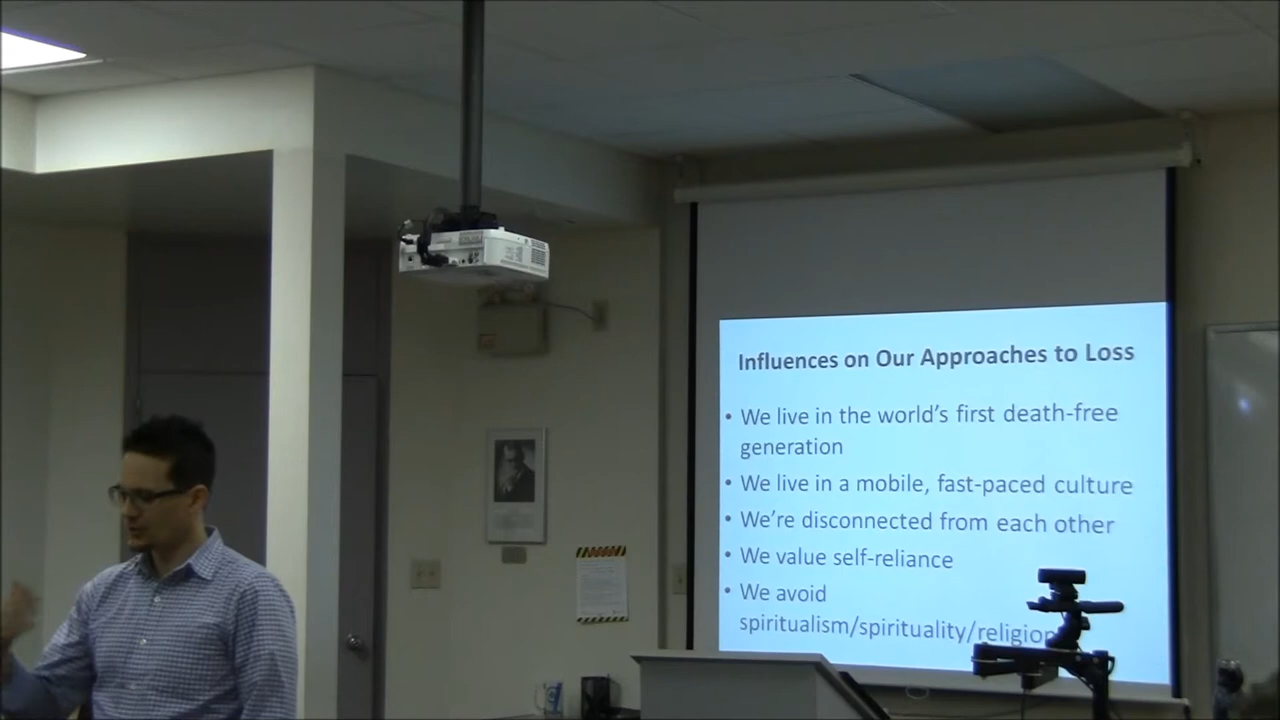 Influences on Our Approaches to Loss
• We live in the world's first death-free
generation
• We live in a mobile, fast-paced culture
• We're disconnected from each other
• We value self-reliance
• We avoid
spiritualism/spirituality/religion